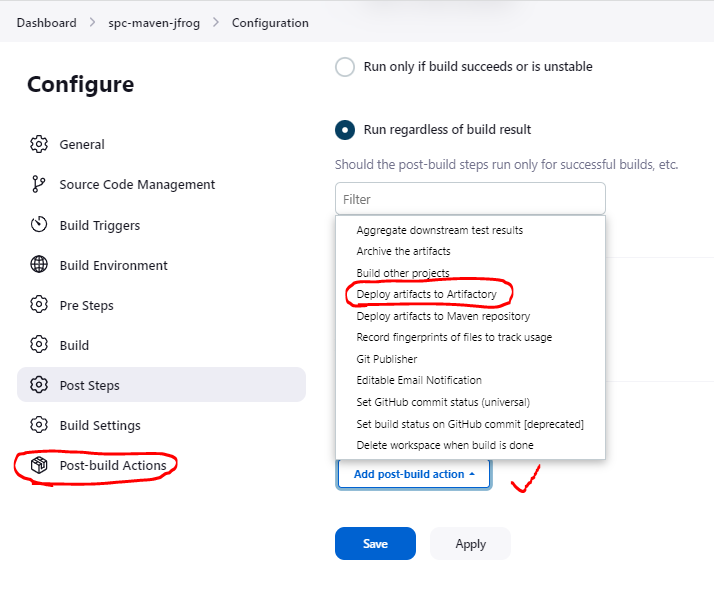 Dashboard > spc-maven-jfrog > Configuration
Configure
General
Source Code Management
Build Triggers
Build Environment
Pre Steps
Build
Post Steps
Build Settings
Post-build Actions
Run only if build succeeds or is unstable
Run regardless of build result
Should the post-build steps run only for successful builds, etc.
Filter
Aggregate downstream test results
Archive the artifacts
Build other projects
Deploy artifacts to Artifactory
Deploy artifacts to Maven repository
Record fingerprints of files to track usage
Git Publisher
Editable Email Notification
Set GitHub commit status (universal)
Set build status on GitHub commit [deprecated]
Delete workspace when build is done
Add post-build action
Save
Apply